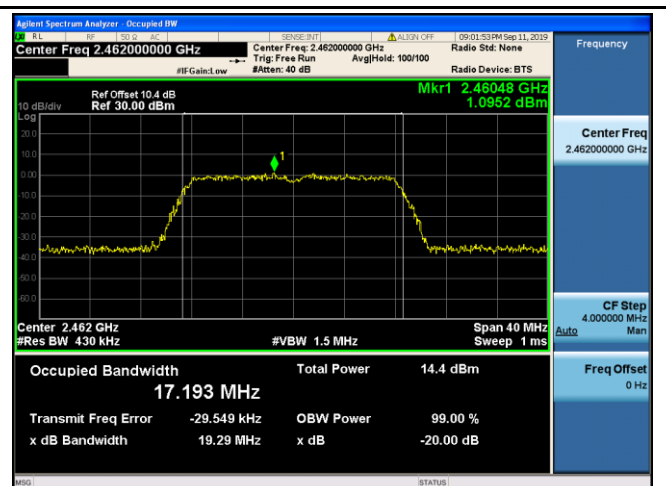 Agilent Spectrum Analyzer - Occupied BW
RL RF 50 Ω AC SENSE:INT ALIGN OFF 09:01:53PM Sep 11, 2019
Center Freq 2.462000000 GHz Center Freq: 2.462000000 GHz Radio Std: None Frequency
Trig: Free Run Avg|Hold: 100/100
#IFGain:Low #Atten: 40 dB Radio Device: BTS
Ref Offset 10.4 dB Mkr1 2.46048 GHz
10 dB/div Ref 30.00 dBm 1.0952 dBm
Log
20.0
10.0
0.00
-10.0
-20.0
-30.0
-40.0
-50.0
-60.0
1
Center Freq
2.462000000 GHz
Center 2.462 GHz Span 40 MHz
#Res BW 430 kHz #VBW 1.5 MHz Sweep 1 ms
CF Step
4.000000 MHz
Auto Man
Occupied Bandwidth Total Power 14.4 dBm
17.193 MHz
Transmit Freq Error -29.549 kHz OBW Power 99.00 %
x dB Bandwidth 19.29 MHz x dB -20.00 dB
Freq Offset
0 Hz
MSG STATUS